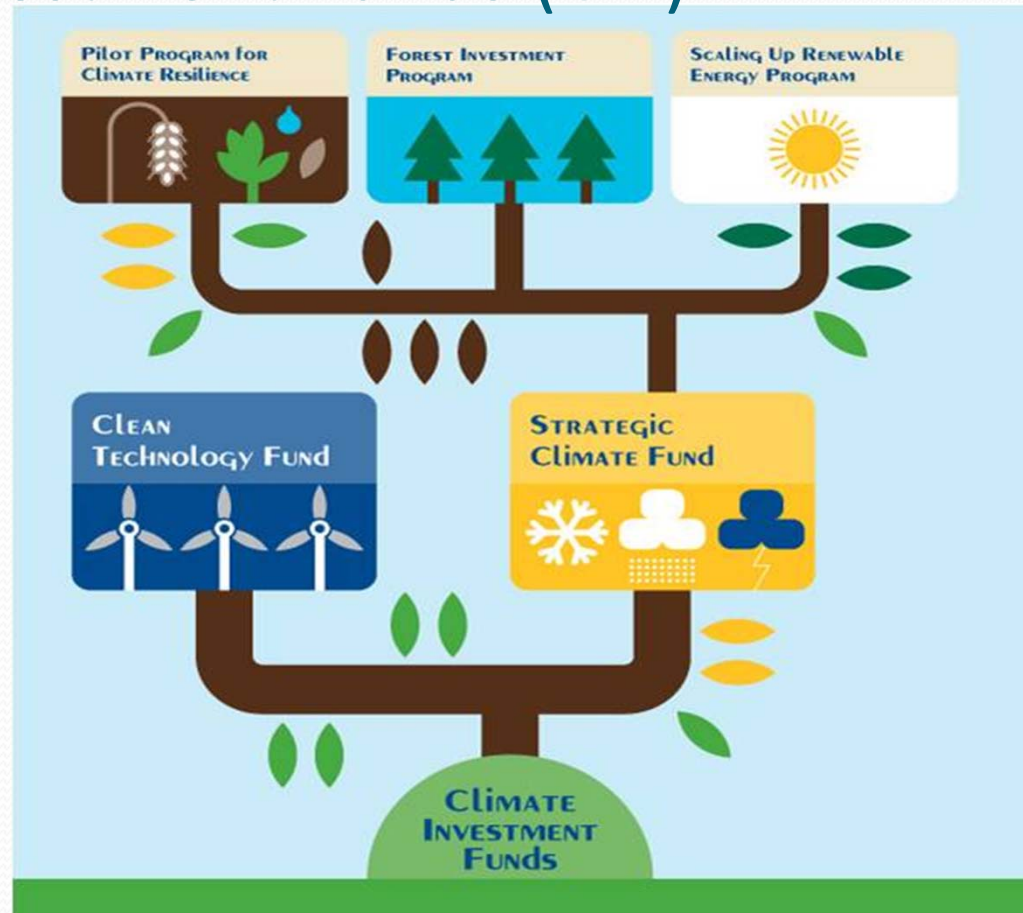 Pilot Program for
Climate Resilience
Forest Investment
Program
Scaling Up Renewable
Energy Program
Clean
Technology Fund
Strategic
Climate Fund
Climate
Investment
Funds